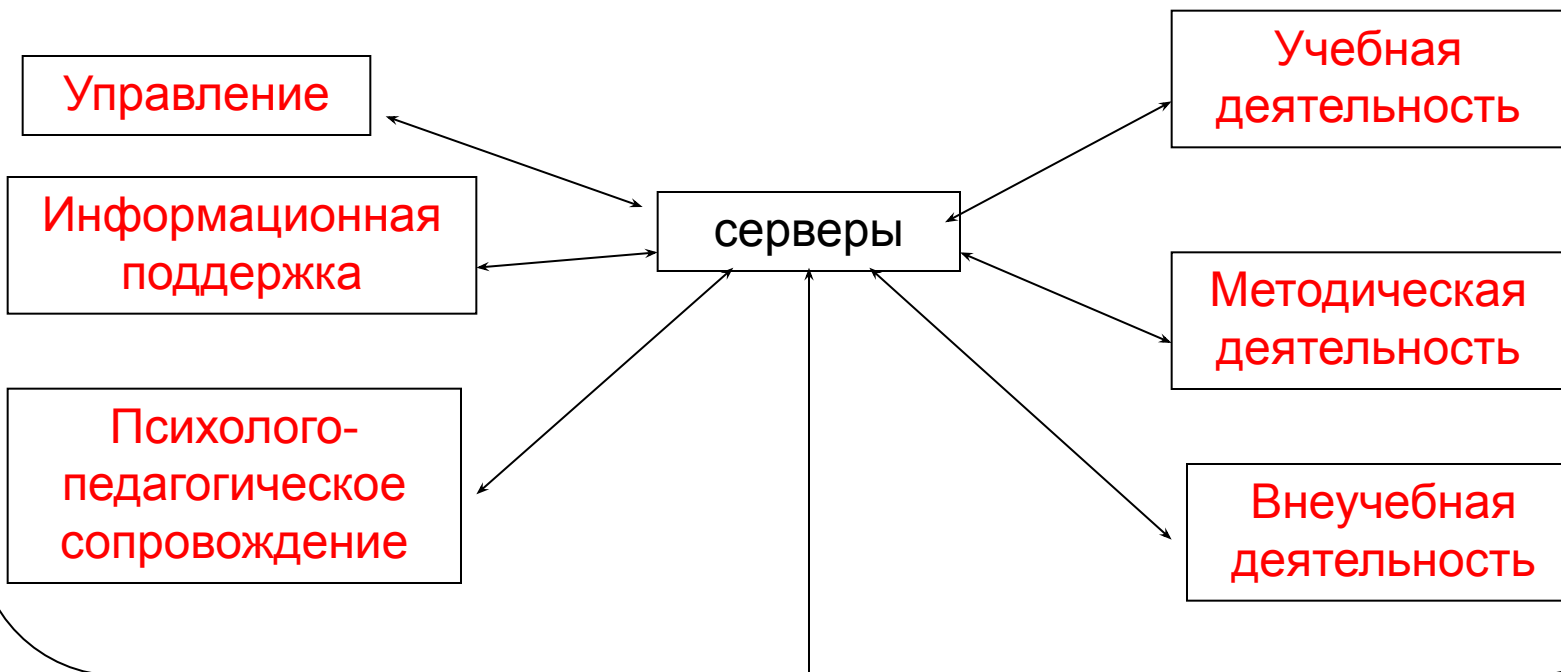 Управление
Информационная
поддержка
Психолого-
педагогическое
сопровождение
серверы
Учебная
деятельность
Методическая
деятельность
Внеучебная
деятельность